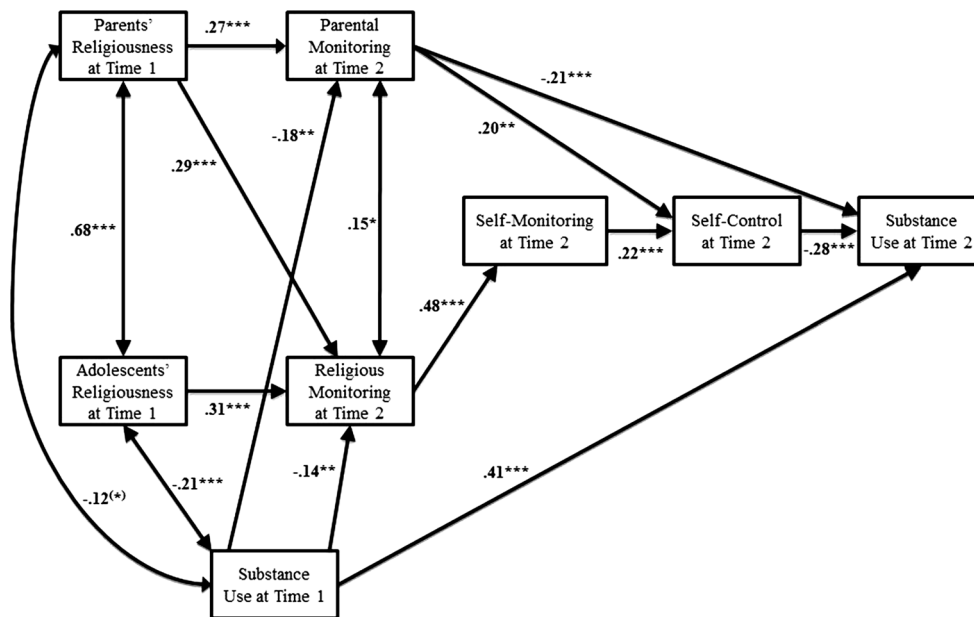 Parents'
Religiousness
at Time 1
.27***
Parental
Monitoring
at Time 2
-.21***
-.18**
.20**
.29***
.68***
.15*
Self-Monitoring
at Time 2
.22***
Self-Control
at Time 2
-.28***
Substance
Use at Time 2
.48***
Adolescents'
Religiousness
at Time 1
.31***
Religious
Monitoring
at Time 2
-.12(*)
-.21***
-.14**
.41***
Substance
Use at Time 1